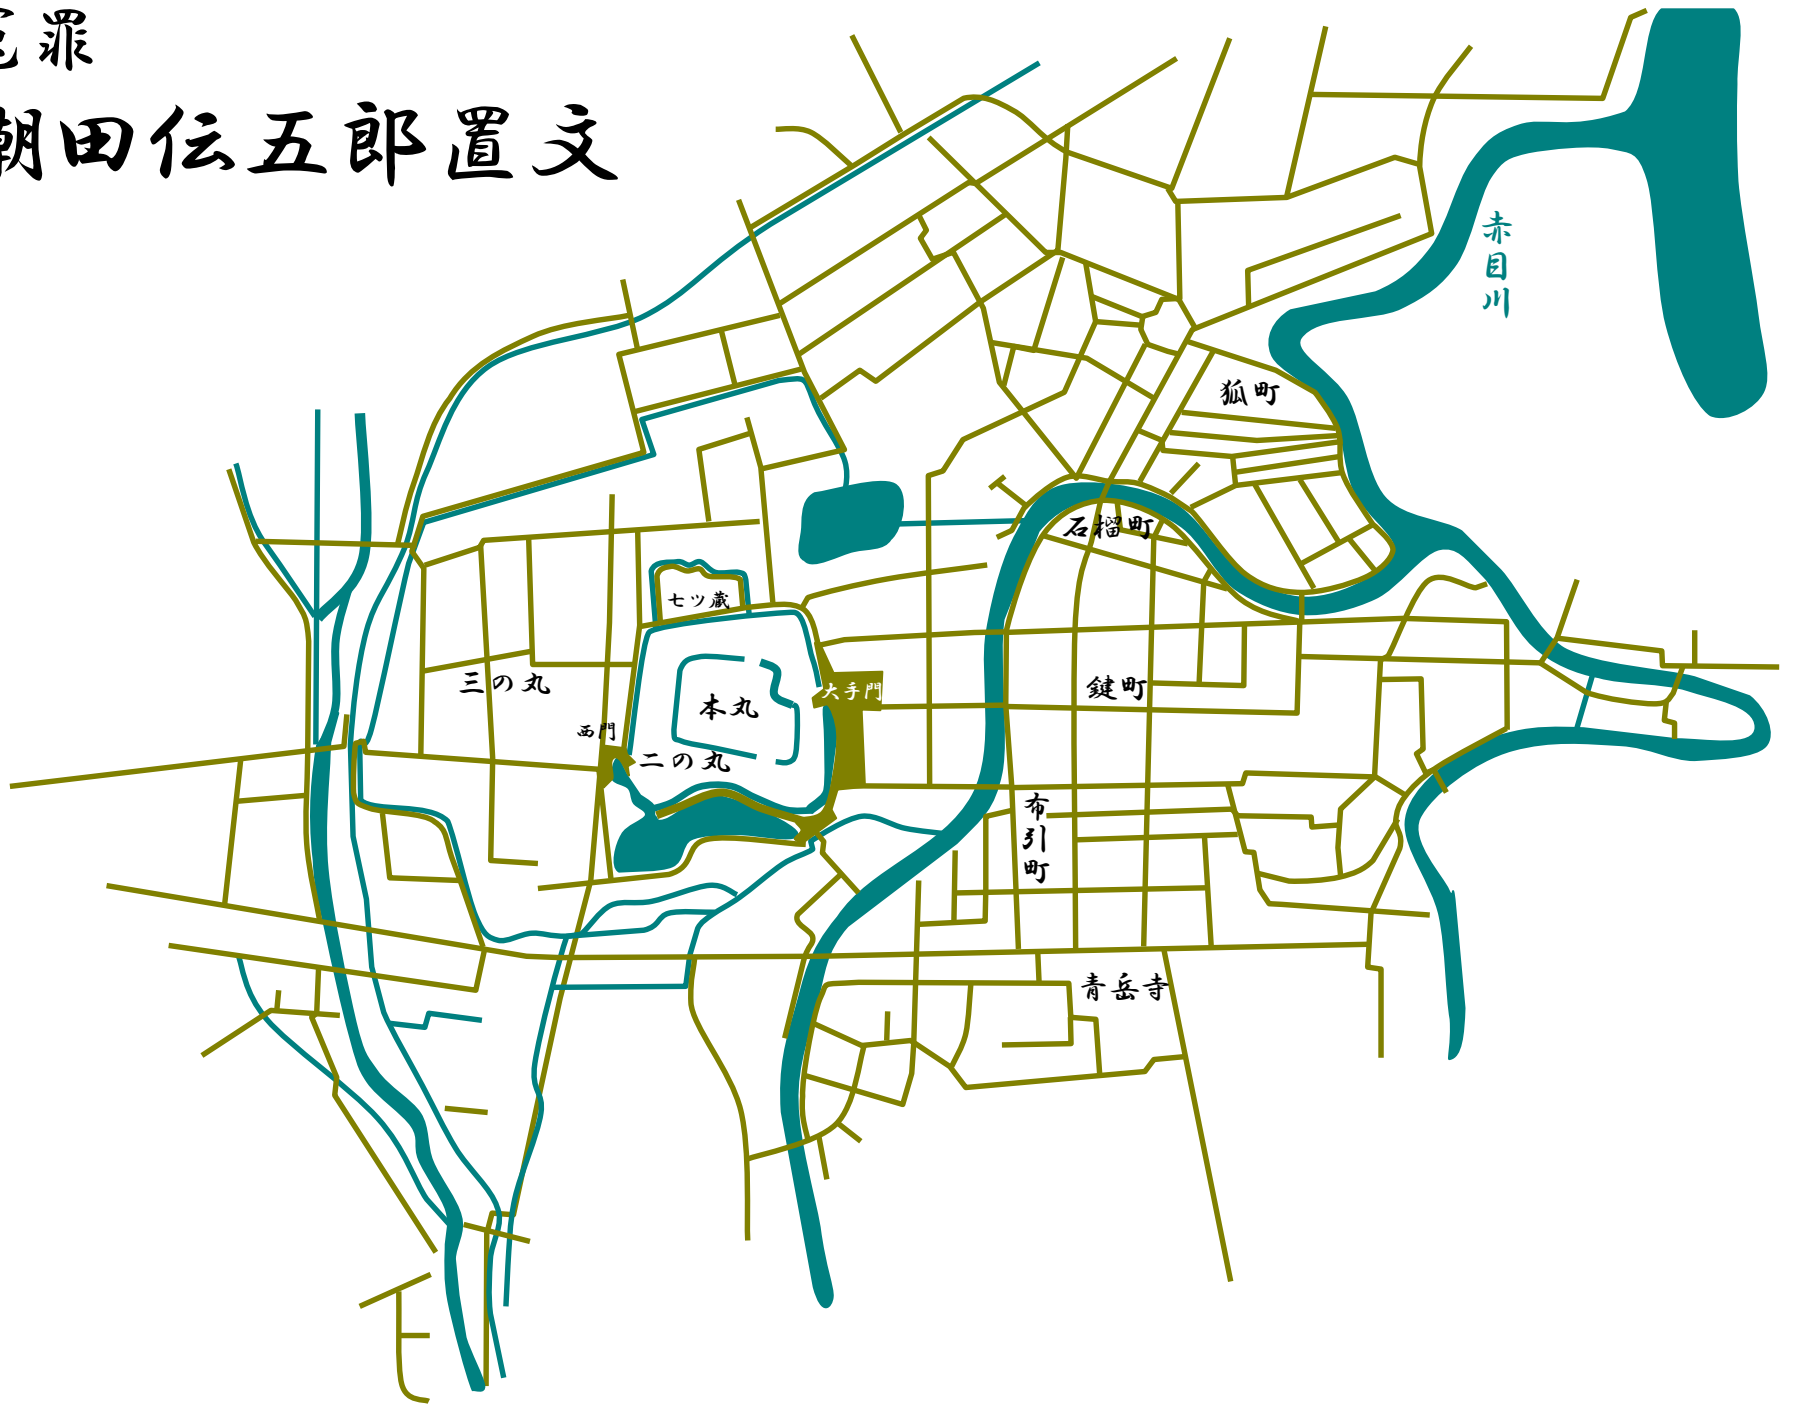 罪
朝田伝五郎置文
赤目川
狐町
石榴町
七ツ蔵
三の丸
大手門
鍵町
本丸
西門
二の丸
布引町
青岳寺